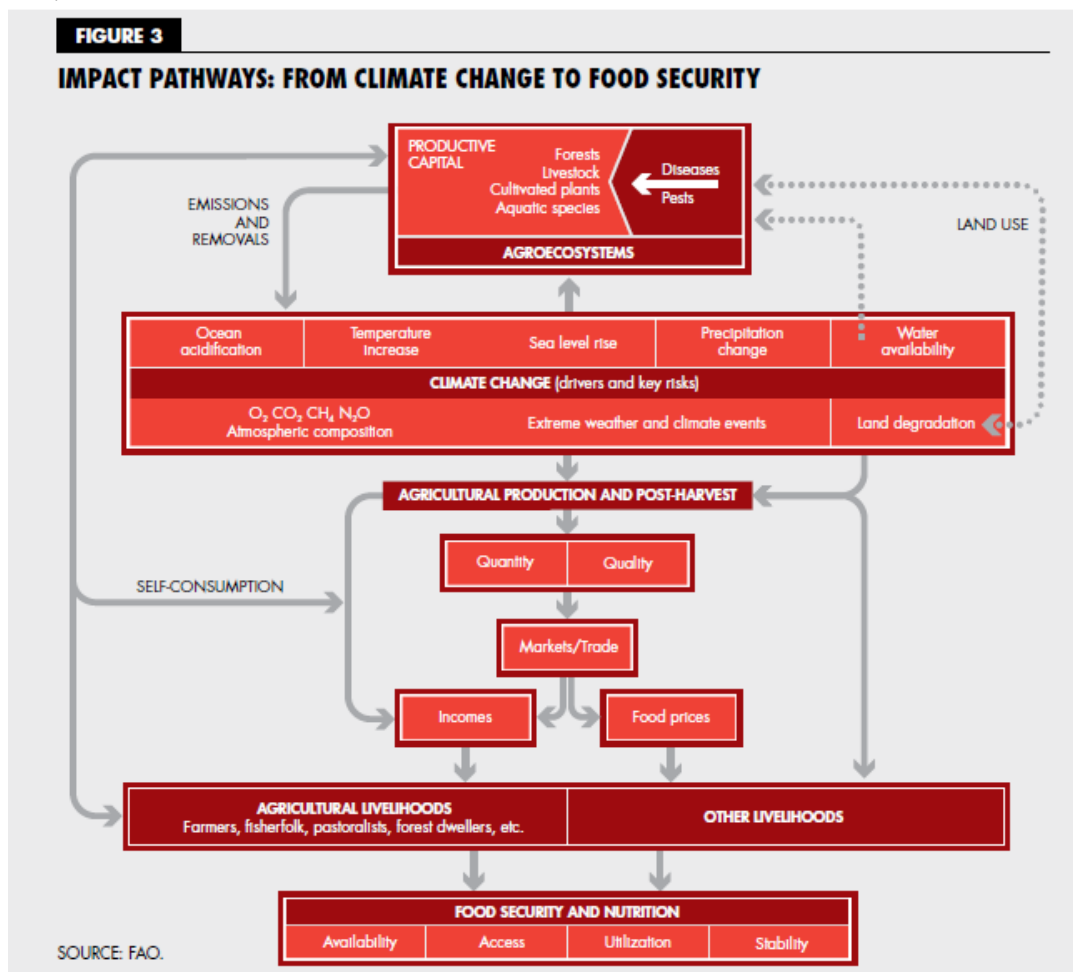 FIGURE 3
IMPACT PATHWAYS: FROM CLIMATE CHANGE TO FOOD SECURITY
PRODUCTIVE
CAPITAL
Forests
Livestock
Cultivated plants
Aquatic species
Diseases
Pests
AGROECOSYSTEMS
EMISSIONS
AND
REMOVALS
LAND USE
Ocean
acidification
Temperature
increase
Sea level rise
Precipitation
change
Water
availability
CLIMATE CHANGE (drivers and key risks)
O₂ CO₂ CH₄ N₂O
Atmospheric composition
Extreme weather and climate events
Land degradation
AGRICULTURAL PRODUCTION AND POST-HARVEST
Quantity
Quality
SELF-CONSUMPTION
Markets/Trade
Incomes
Food prices
AGRICULTURAL LIVELIHOODS
Farmers, fisherfolk, pastoralists, forest dwellers, etc.
OTHER LIVELIHOODS
FOOD SECURITY AND NUTRITION
Availability
Access
Utilization
Stability
SOURCE: FAO.